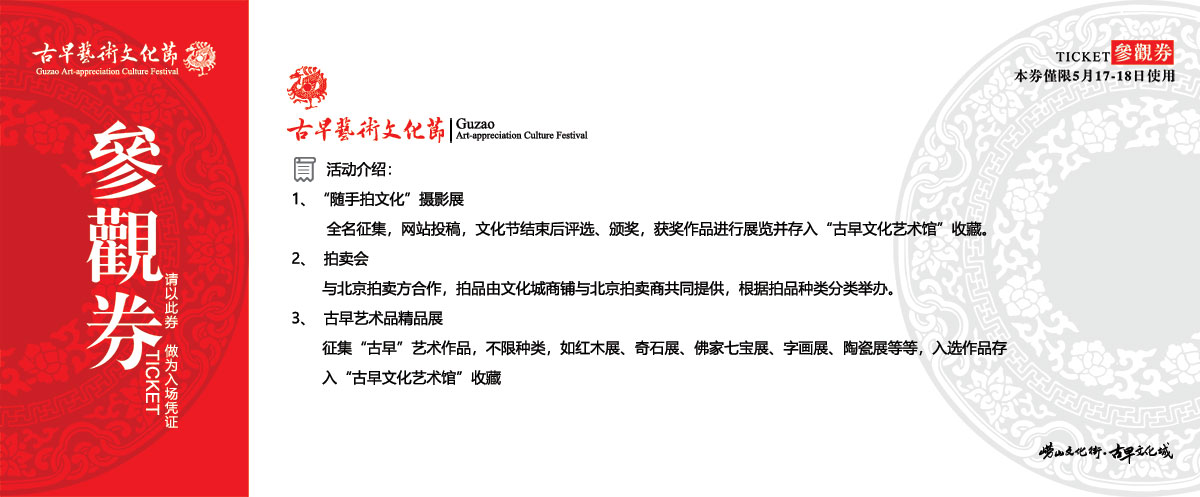 古早藝術文化節
Guzao Art-appreciation Culture Festival
參觀券
請以此券 做为入场凭证
TICKET
TICKET 參觀券
本券僅限5月17-18日使用
古早藝術文化節
Guzao
Art-appreciation Culture Festival
活动介绍：
1、“随手拍文化”摄影展
全名征集，网站投稿，文化节结束后评选、颁奖，获奖作品进行展览并存入“古早文化艺术馆”收藏。
2、 拍卖会
与北京拍卖方合作，拍品由文化城商铺与北京拍卖商共同提供，根据拍品种类分类举办。
3、 古早艺术品精品展
征集“古早”艺术作品，不限种类，如红木展、奇石展、佛家七宝展、字画展、陶瓷展等等，入选作品存
入“古早文化艺术馆”收藏
崂山文化街·古早文化城